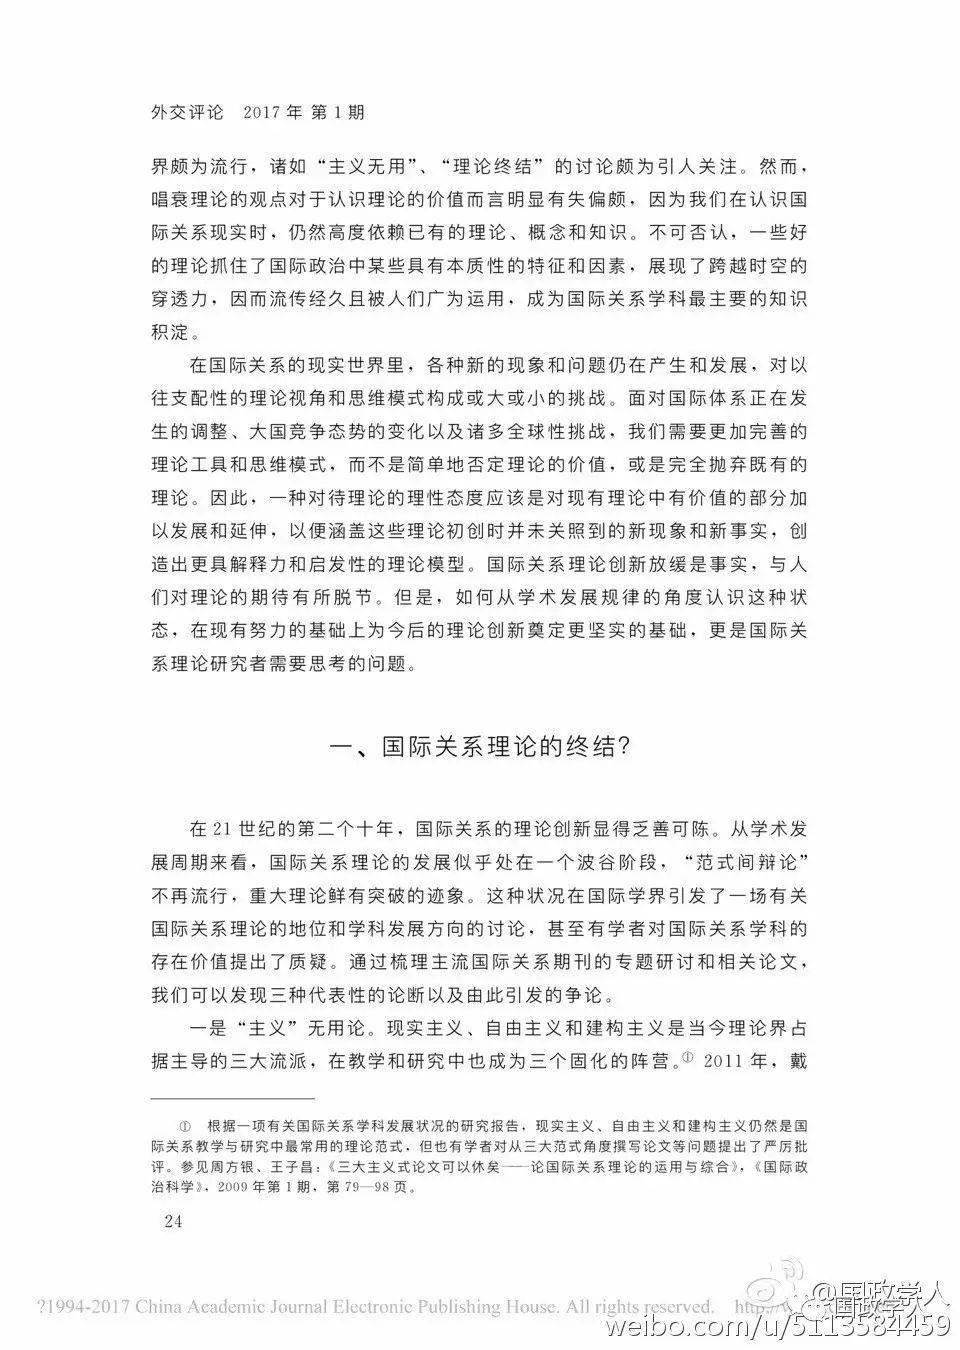 外交评论 2017年 第1期
界颇为流行，诸如“主义无用”、“理论终结”的讨论颇为引人关注。然而，
唱衰理论的观点对于认识理论的价值而言明显有失偏颇，因为我们在认识国
际关系现实时，仍然高度依赖已有的理论、概念和知识。不可否认，一些好
的理论抓住了国际政治中某些具有本质性的特征和因素，展现了跨越时空的
穿透力，因而流传经久且被人们广为运用，成为国际关系学科最主要的知识
积淀。
在国际关系的现实世界里，各种新的现象和问题仍在产生和发展，对以
往支配性的理论视角和思维模式构成或大或小的挑战。面对国际体系正在发
生的调整、大国竞争态势的变化以及诸多全球性挑战，我们需要更加完善的
理论工具和思维模式，而不是简单地否定理论的价值，或是完全抛弃既有的
理论。因此，一种对待理论的理性态度应该是对现有理论中有价值的部分加
以发展和延伸，以便涵盖这些理论初创时并未关照到的新现象和新事实，创
造出更具解释力和启发性的理论模型。国际关系理论创新放缓是事实，与人
们对理论的期待有所脱节。但是，如何从学术发展规律的角度认识这种状
态，在现有努力的基础上为今后的理论创新奠定更坚实的基础，更是国际关
系理论研究者需要思考的问题。
一、国际关系理论的终结？
在21世纪的第二个十年，国际关系的理论创新显得乏善可陈。从学术发
展周期来看，国际关系理论的发展似乎处在一个波谷阶段，“范式间辩论”
不再流行，重大理论鲜有突破的迹象。这种状况在国际学界引发了一场有关
国际关系理论的地位和学科发展方向的讨论，甚至有学者对国际关系学科的
存在价值提出了质疑。通过梳理主流国际关系期刊的专题研讨和相关论文，
我们可以发现三种代表性的论断以及由此引发的争论。
一是“主义”无用论。现实主义、自由主义和建构主义是当今理论界占
据主导的三大流派，在教学和研究中也成为三个固化的阵营。① 2011年，戴
① 根据一项有关国际关系学科发展状况的研究报告，现实主义、自由主义和建构主义仍然是国
际关系教学与研究中最常用的理论范式，但也有学者对从三大范式角度撰写论文等问题提出了严厉批
评。参见周方银、王子昌：《三大主义式论文可以休矣——论国际关系理论的运用与综合》，《国际政
治科学》，2009年第1期，第79—98页。
24
?1994-2017 China Academic Journal Electronic Publishing House. All rights reserved.
@国政学人
国政学人
weibo.com/u/5113584459